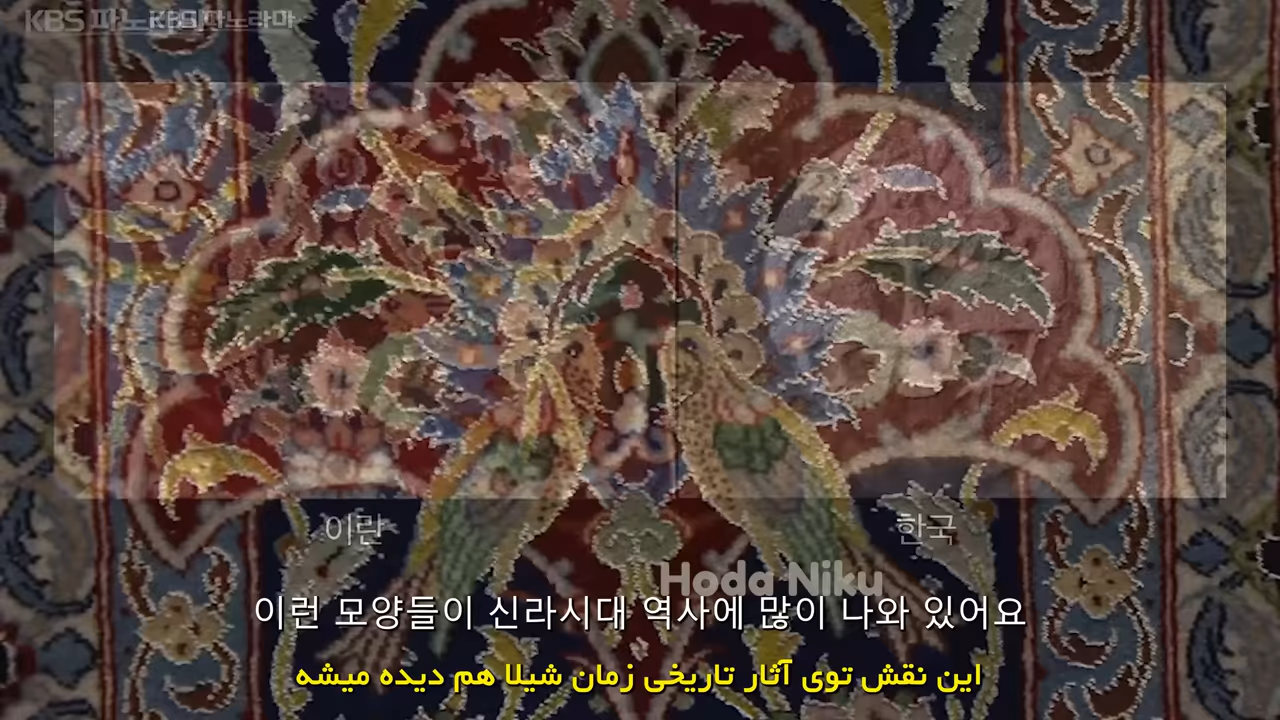 KBS 파노라마
이란
한국
Hoda Niku
이런 모양들이 신라시대 역사에 많이 나와 있어요
این نقش توی آثار تاریخی زمان شیلا هم دیده میشه